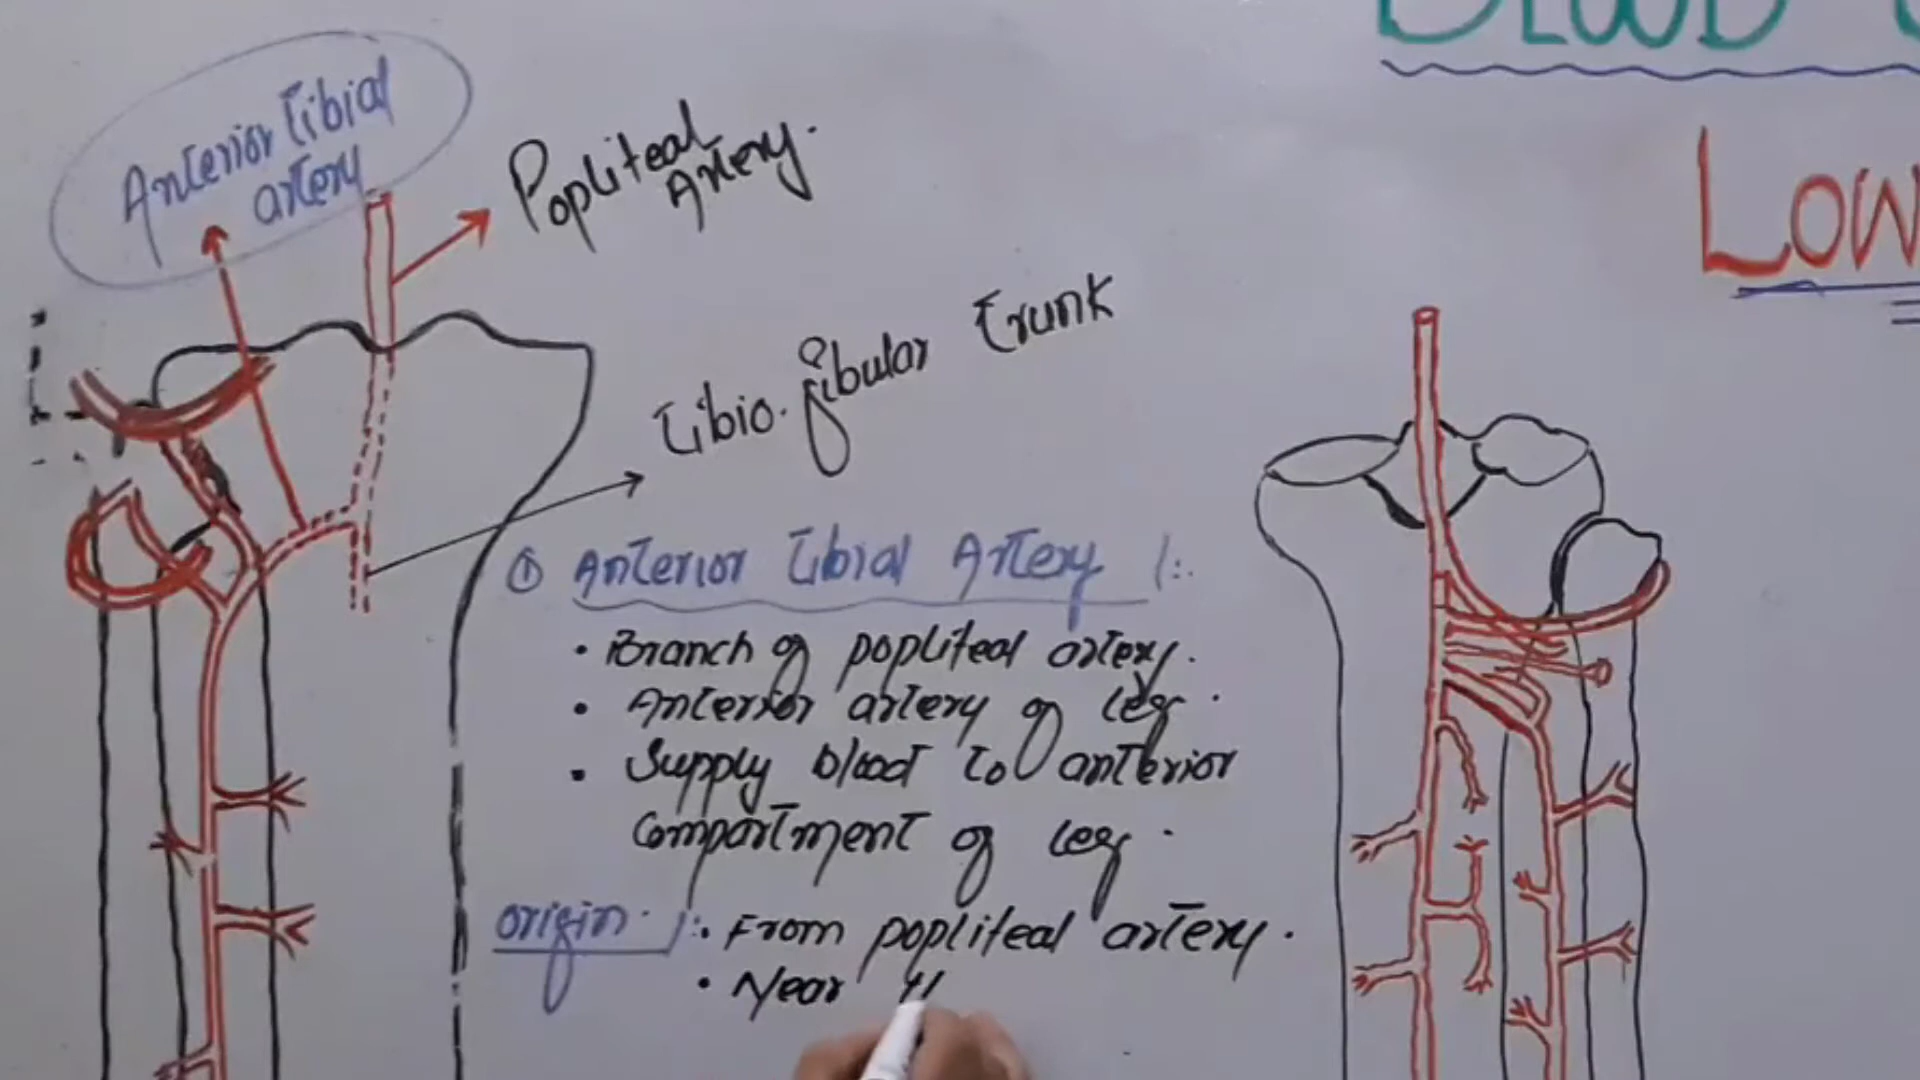 BLOOD
LOW
Anterior Tibial
artery
Popliteal
Artery.
Tibio. fibular Trunk
① Anterior Tibial Artery :-
• Branch of popliteal artery.
• Anterior artery of leg.
• Supply blood to anterior
compartment of leg.
origin :- • From popliteal artery.
• Near